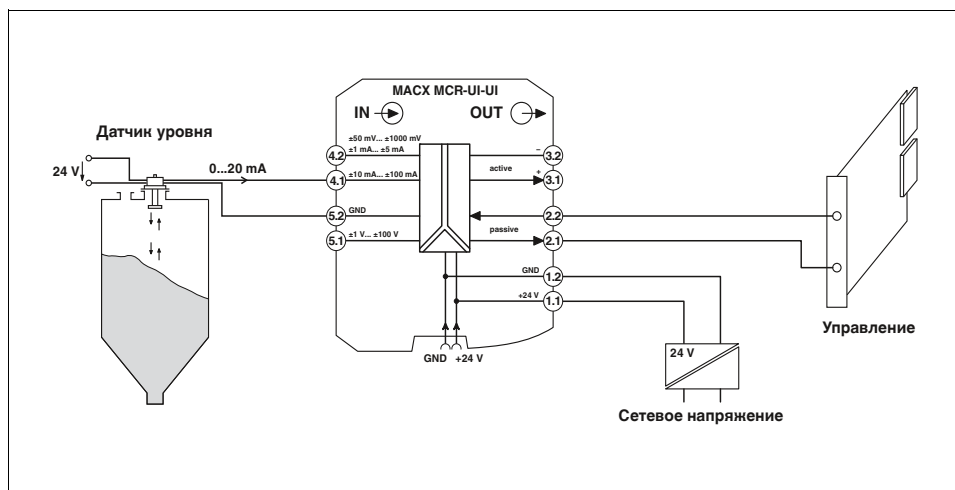 MACX MCR-UI-UI
IN OUT
Датчик уровня
24 V
0...20 mA
±50 mV... ±1000 mV
±1 mA... ±5 mA
4.2
4.1
±10 mA... ±100 mA
5.2
GND
5.1
±1 V... ±100 V
–
3.2
active
+
3.1
2.2
passive
2.1
GND
1.2
+24 V
1.1
GND +24 V
24 V
Сетевое напряжение
Управление